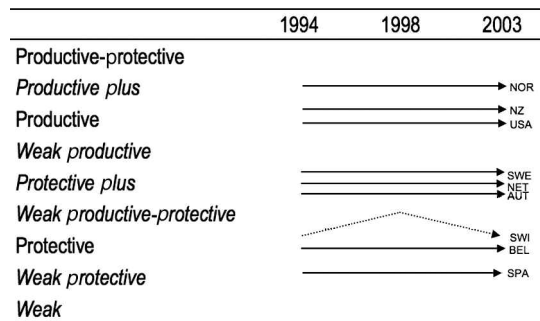 1994 1998 2003
Productive-protective
Productive plus
NOR
NZ
Productive
USA
Weak productive
SWE
Protective plus
NET
AUT
Weak productive-protective
SWI
Protective
BEL
Weak protective
SPA
Weak